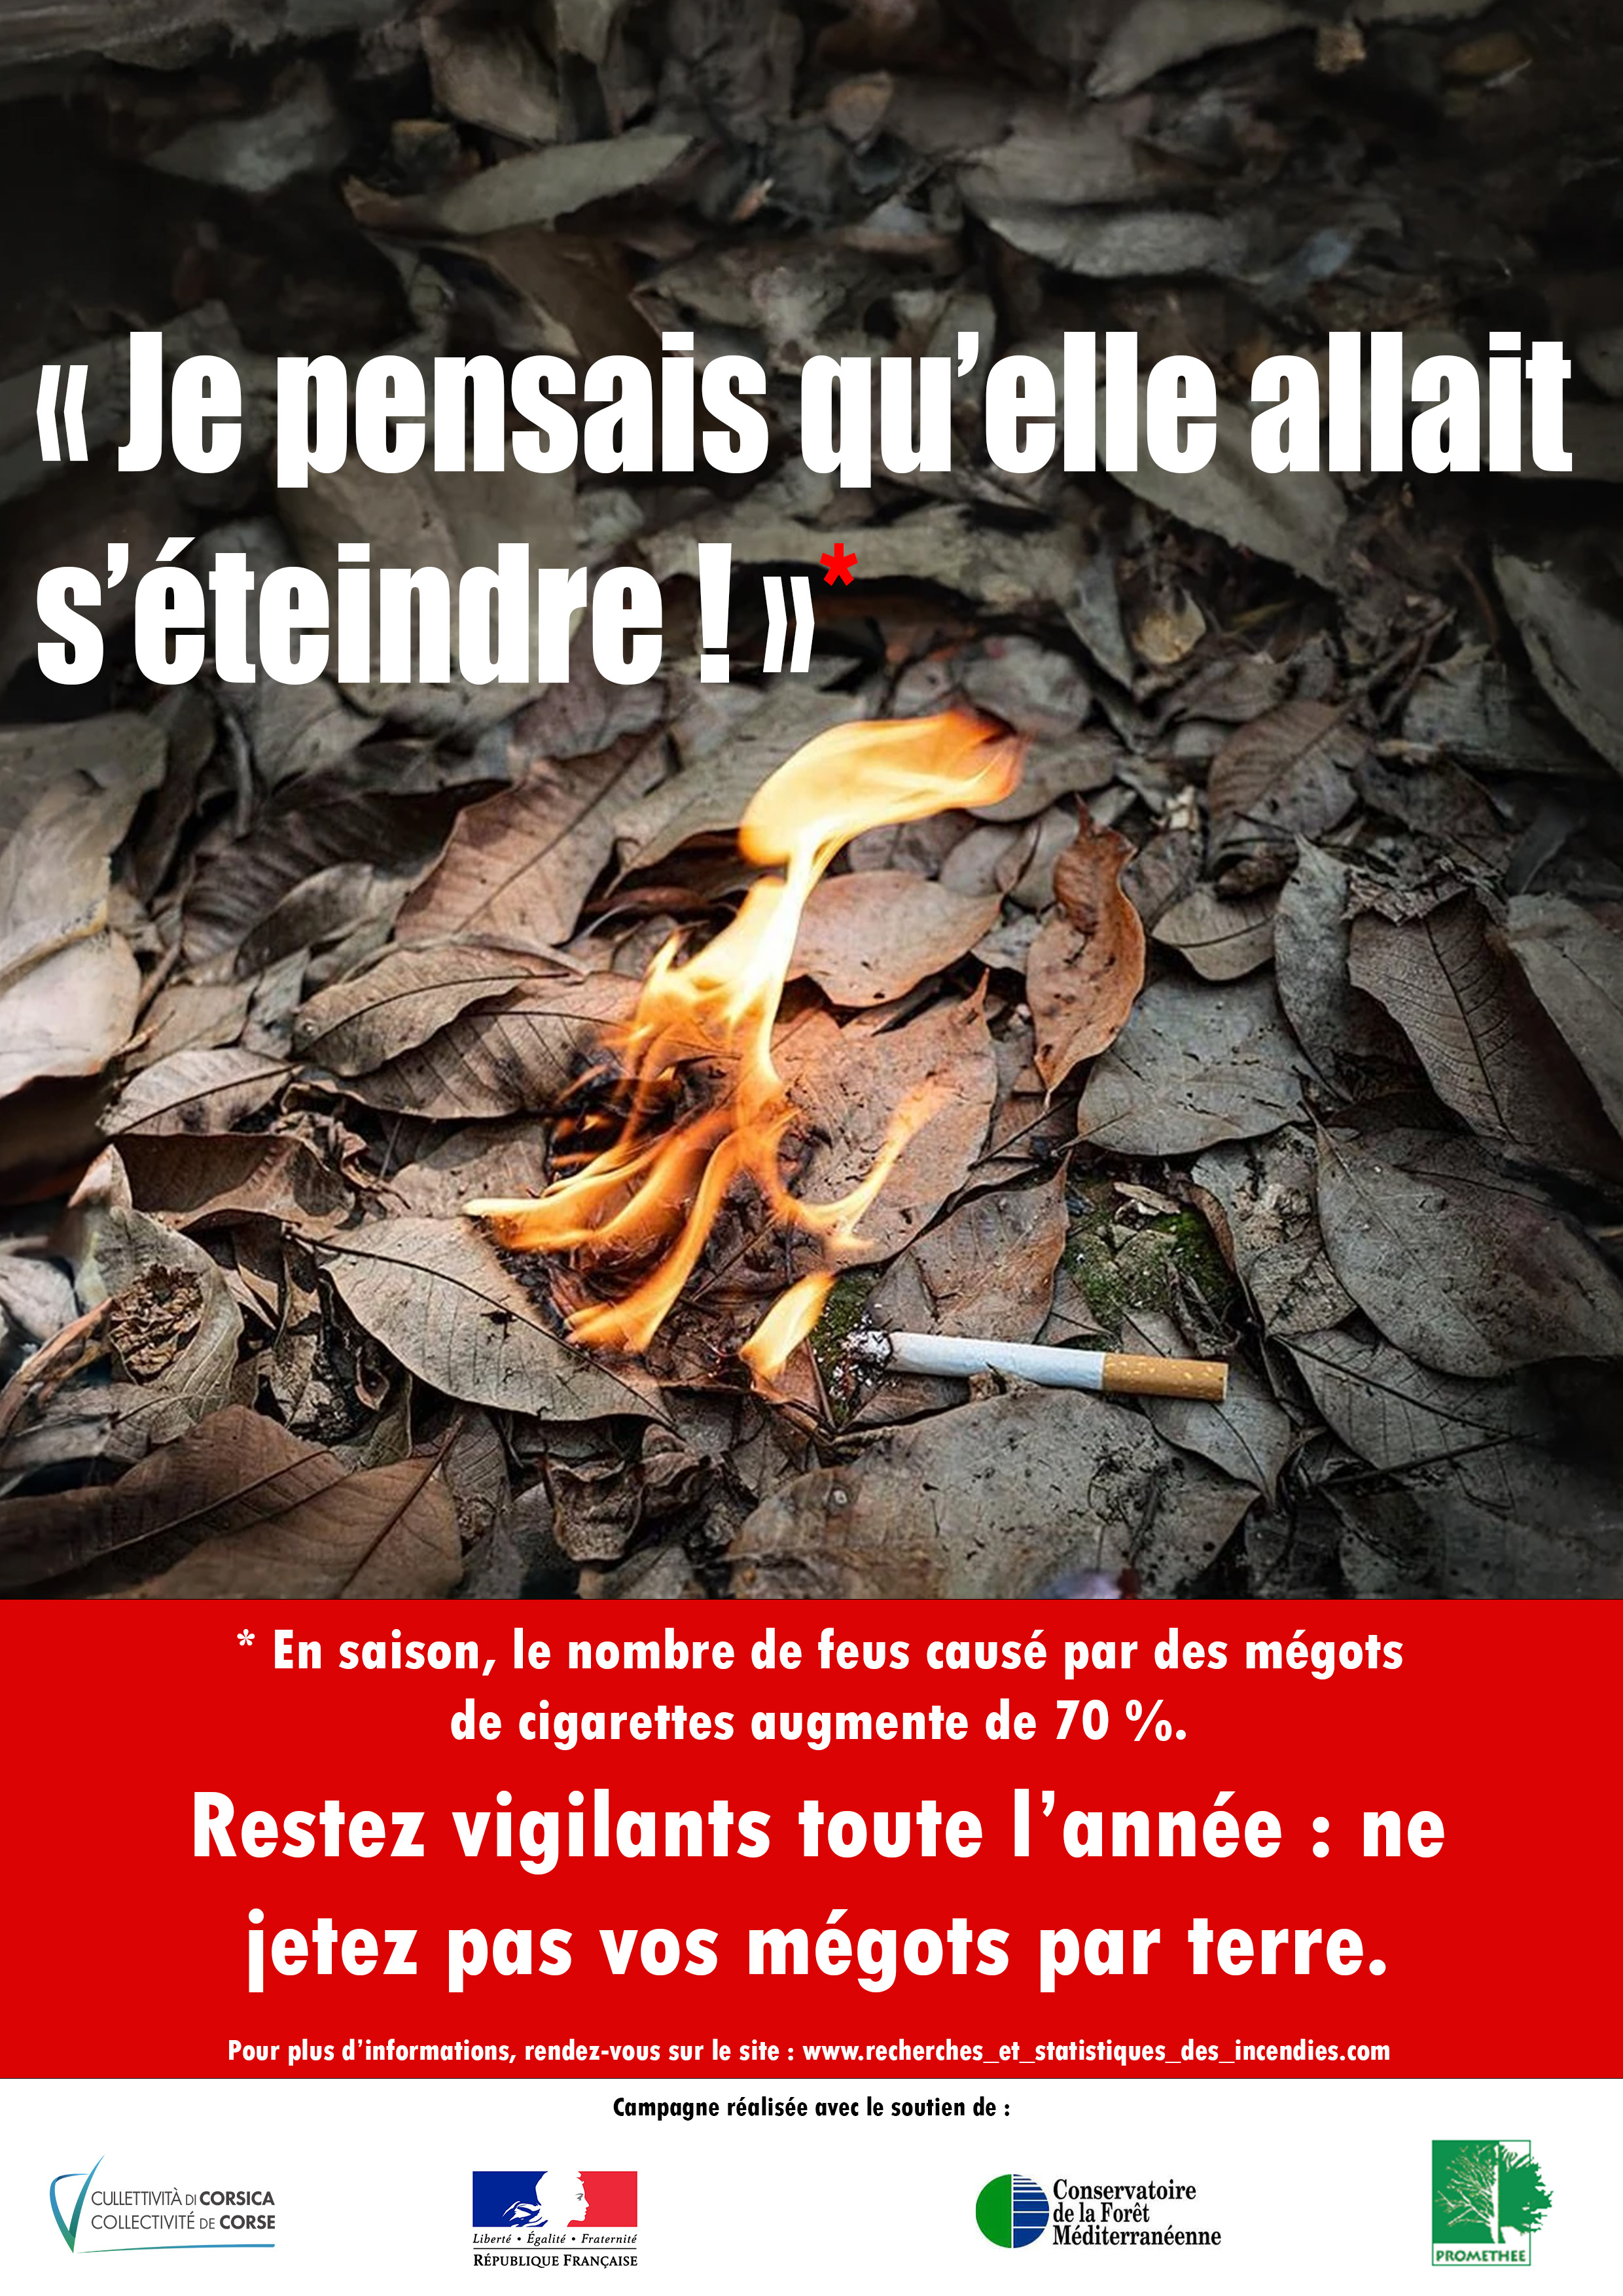 « Je pensais qu’elle allait
s’éteindre ! »*
* En saison, le nombre de feus causé par des mégots
de cigarettes augmente de 70 %.
Restez vigilants toute l’année : ne
jetez pas vos mégots par terre.
Pour plus d’informations, rendez-vous sur le site : www.recherches_et_statistiques_des_incendies.com
Campagne réalisée avec le soutien de :
CULLETTIVITÀ DI CORSICA
COLLECTIVITÉ DE CORSE
Liberté • Égalité • Fraternité
RÉPUBLIQUE FRANÇAISE
Conservatoire
de la Forêt
Méditerranéenne
PROMETHEE